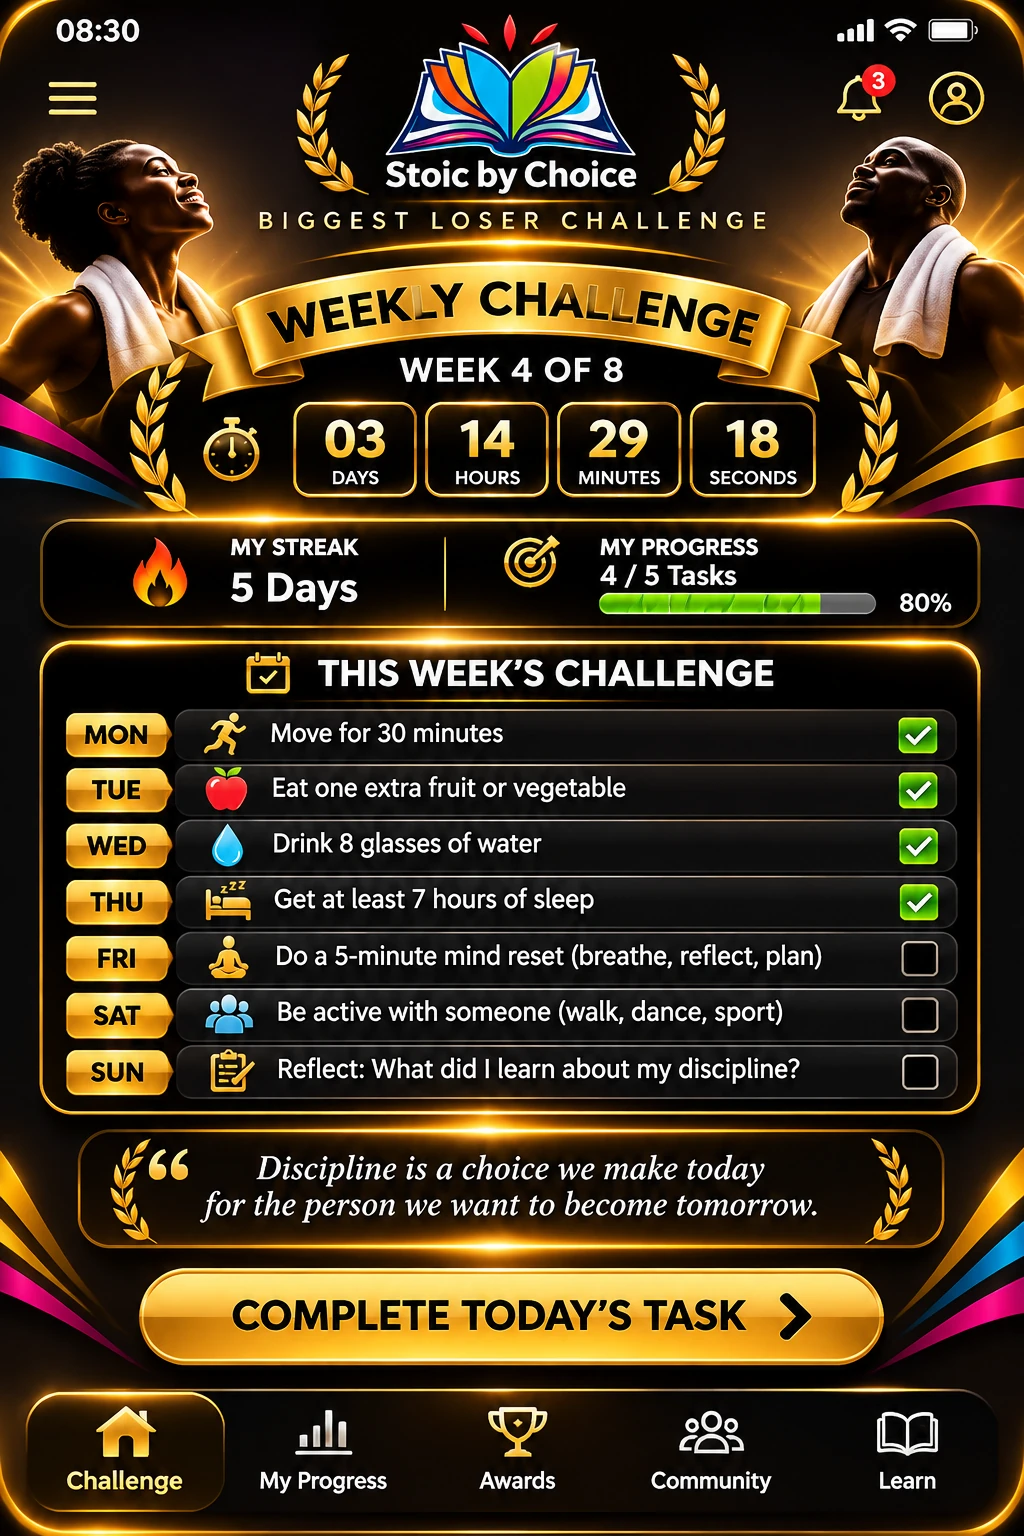 08:30
3
Stoic by Choice
BIGGEST LOSER CHALLENGE
WEEKLY CHALLENGE
WEEK 4 OF 8
03 14 29 18
DAYS HOURS MINUTES SECONDS
MY STREAK
5 Days
MY PROGRESS
4 / 5 Tasks
80%
THIS WEEK'S CHALLENGE
MON Move for 30 minutes
TUE Eat one extra fruit or vegetable
WED Drink 8 glasses of water
THU zzz Get at least 7 hours of sleep
FRI Do a 5-minute mind reset (breathe, reflect, plan)
SAT Be active with someone (walk, dance, sport)
SUN Reflect: What did I learn about my discipline?
“ Discipline is a choice we make today
for the person we want to become tomorrow.
COMPLETE TODAY'S TASK
Challenge My Progress Awards Community Learn